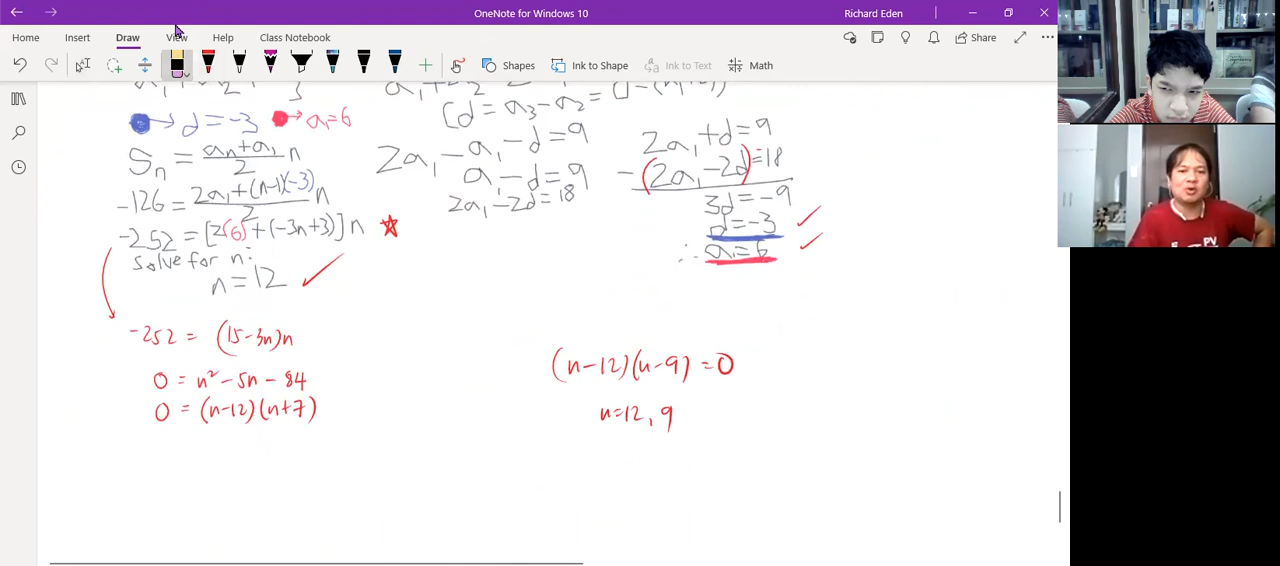 OneNote for Windows 10
Richard Eden
Home Insert Draw View Help Class Notebook
Share
Shapes Ink to Shape Ink to Text Math
[d = a₃ - a₂ =
→ d = -3 → a₁ = 6
Sₙ = (aₙ + a₁)/2 n
-126 = (2a₁ + (n-1)(-3))/2 n
-252 = [2(6) + (-3n+3)] n
solve for n:
n = 12
2a₁ - a₁ - d = 9
a₁ - d = 9
2a₁ - 2d = 18
2a₁ + d = 9
-(2a₁ - 2d) = 18
3d = -9
d = -3
∴ a₁ = 6
-252 = (15-3n)n
0 = n² - 5n - 84
0 = (n-12)(n+7)
(n-12)(n-9) = 0
n = 12, 9
PV